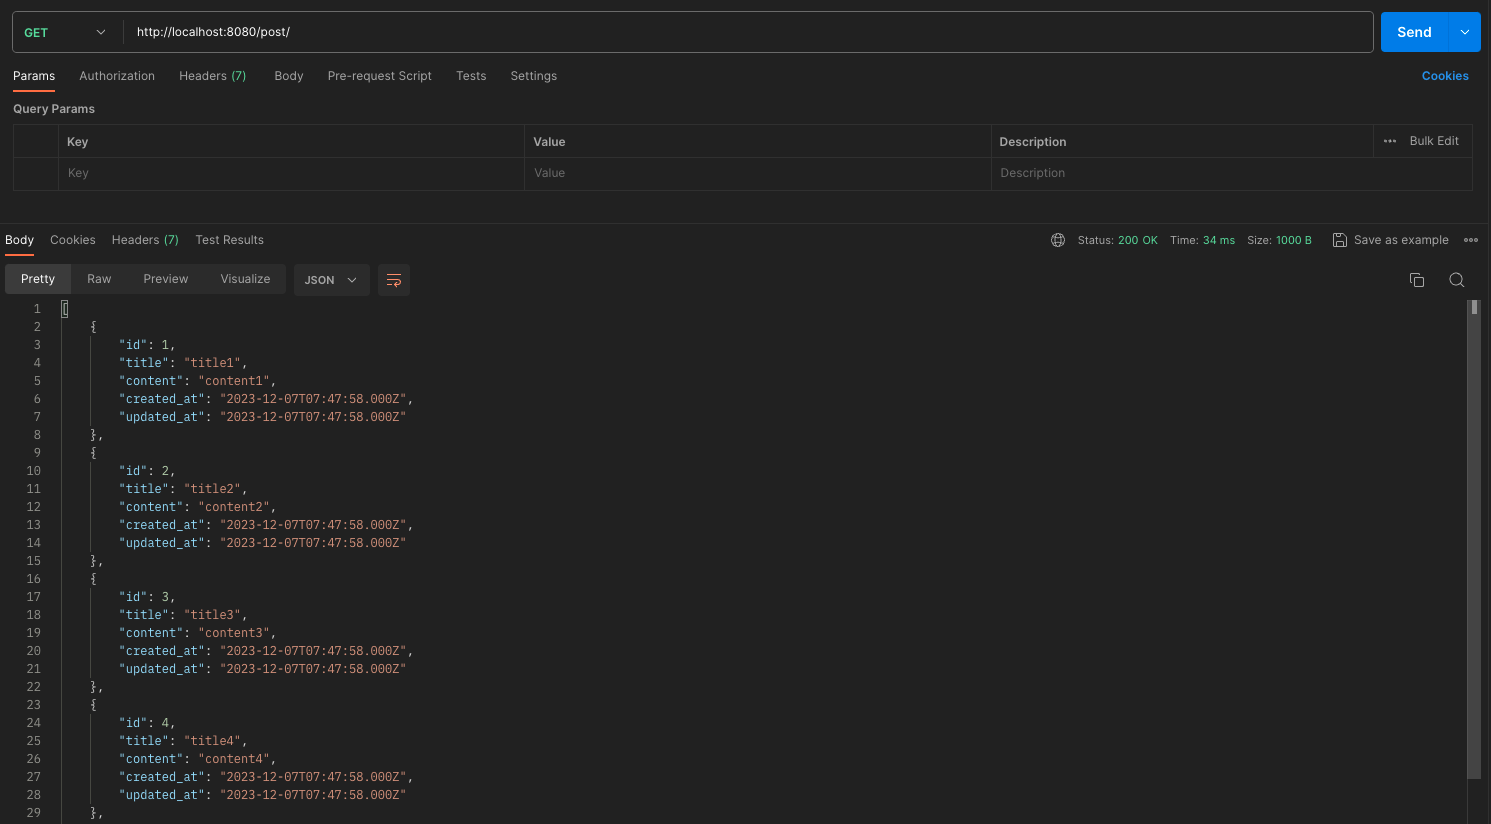 GET http://localhost:8080/post/ Send
Params Authorization Headers (7) Body Pre-request Script Tests Settings Cookies
Query Params
Key Value Description Bulk Edit
Key Value Description
Body Cookies Headers (7) Test Results Status: 200 OK Time: 34 ms Size: 1000 B Save as example
Pretty Raw Preview Visualize JSON
1 [
2 {
3 "id": 1,
4 "title": "title1",
5 "content": "content1",
6 "created_at": "2023-12-07T07:47:58.000Z",
7 "updated_at": "2023-12-07T07:47:58.000Z"
8 },
9 {
10 "id": 2,
11 "title": "title2",
12 "content": "content2",
13 "created_at": "2023-12-07T07:47:58.000Z",
14 "updated_at": "2023-12-07T07:47:58.000Z"
15 },
16 {
17 "id": 3,
18 "title": "title3",
19 "content": "content3",
20 "created_at": "2023-12-07T07:47:58.000Z",
21 "updated_at": "2023-12-07T07:47:58.000Z"
22 },
23 {
24 "id": 4,
25 "title": "title4",
26 "content": "content4",
27 "created_at": "2023-12-07T07:47:58.000Z",
28 "updated_at": "2023-12-07T07:47:58.000Z"
29 },